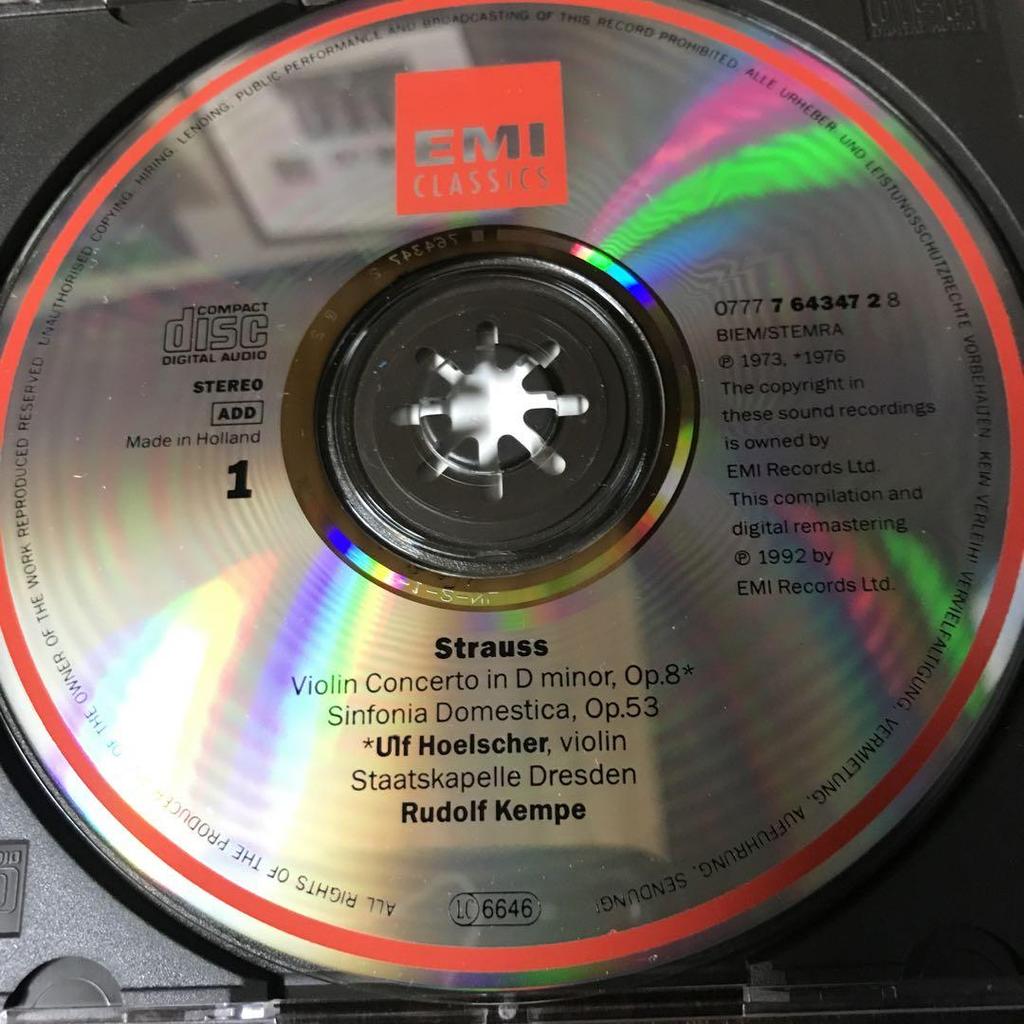 EMI
CLASSICS
COMPACT
disc
DIGITAL AUDIO
STEREO
ADD
Made in Holland
1
0777 7 64347 2 8
BIEM/STEMRA
℗ 1973, *1976
The copyright in
these sound recordings
is owned by
EMI Records Ltd.
This compilation and
digital remastering
℗ 1992 by
EMI Records Ltd.
Strauss
Violin Concerto in D minor, Op.8*
Sinfonia Domestica, Op.53
*Ulf Hoelscher, violin
Staatskapelle Dresden
Rudolf Kempe
LC 6646
ALL RIGHTS OF THE PRODUCER OF THE OWNER OF THE WORK REPRODUCED RESERVED. UNAUTHORISED COPYING, HIRING, LENDING, PUBLIC PERFORMANCE AND BROADCASTING OF THIS RECORD PROHIBITED. ALLE URHEBER- UND LEISTUNGSSCHUTZRECHTE VORBEHALTEN. KEIN VERLEIH! VERVIELFÄLTIGUNG, VERMIETUNG, AUFFÜHRUNG, SENDUNG!